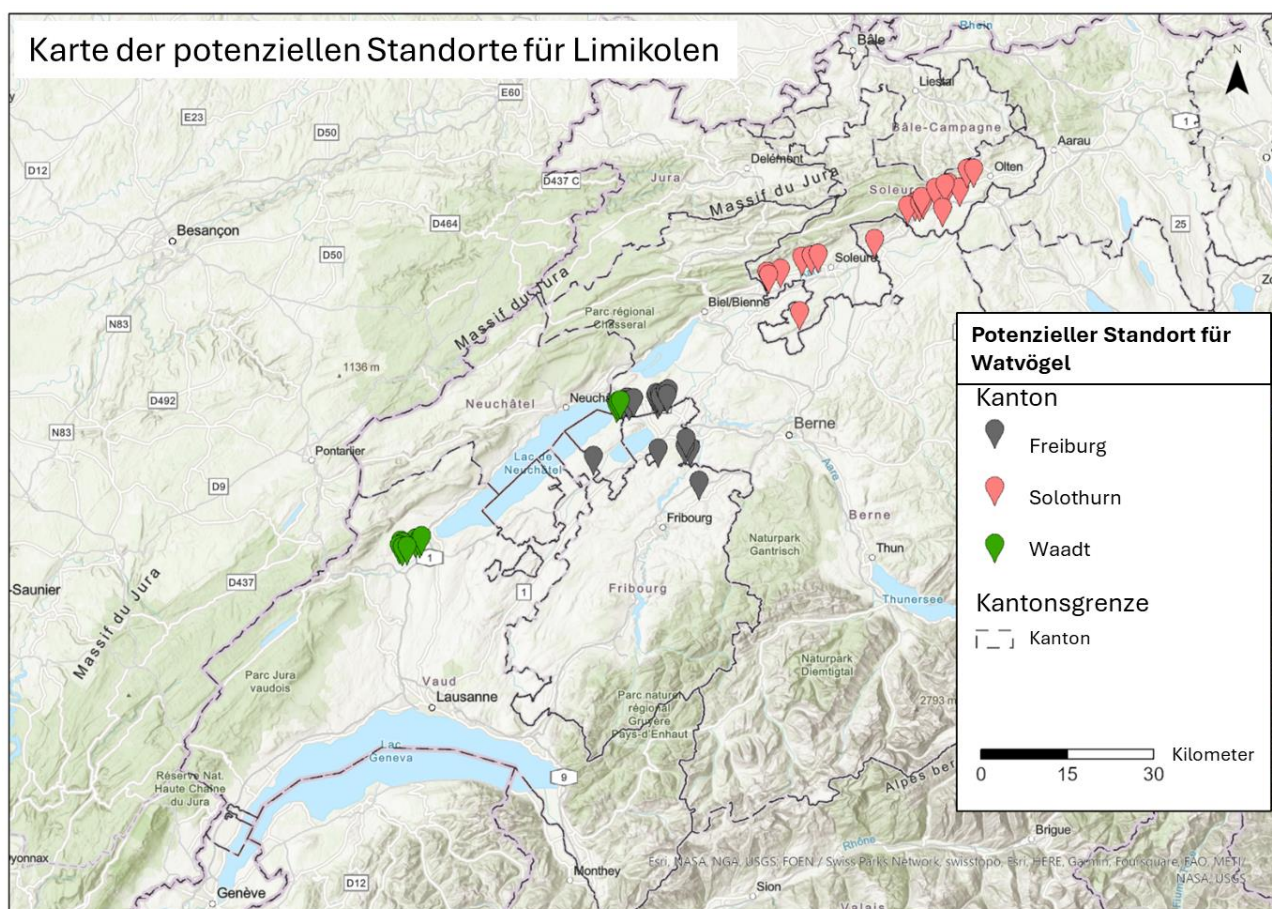 Karte der potenziellen Standorte für Limikolen
Rhein
Bâle
N
E60
Liestal
E23
D50
1
Bâle-Campagne
Aarau
D12
Delémont
D437 C
Jura
Olten
Massif du Jura
Soleure
D464
25
Besançon
D50
Soleure
Massif du Jura
Biel/Bienne
Parc régional
Chasseral
N83
1136 m
Potenzieller Standort für
Watvögel
D492
Neuchâtel
Kanton
N83
Berne
Freiburg
Pontarlier
Lac de
Neuchâtel
Aare
D9
Solothurn
Berne
Fribourg
Naturpark
Gantrisch
1
Thun
Waadt
D437
-Saunier
1
Fribourg
Thunersee
Kantonsgrenze
Massif du Jura
Kanton
Naturpark
Diemtigtal
Parc Jura
vaudois
Vaud
Lausanne
Parc naturel
régional
Gruyère
Pays-d'Enhaut
2793 m
Lac
Geneva
Kilometer
0 15 30
Réserve Nat.
Haute Chaîne
du Jura
9
Alpes ber
Brigue
oyonnax
Rhône
Esri, NASA, NGA, USGS, FOEN / Swiss Parks Network, swisstopo, Esri, HERE, Garmin, Foursquare, FAO, METI/
NASA, USGS
Monthey
D12
Sion
Genève
Valais